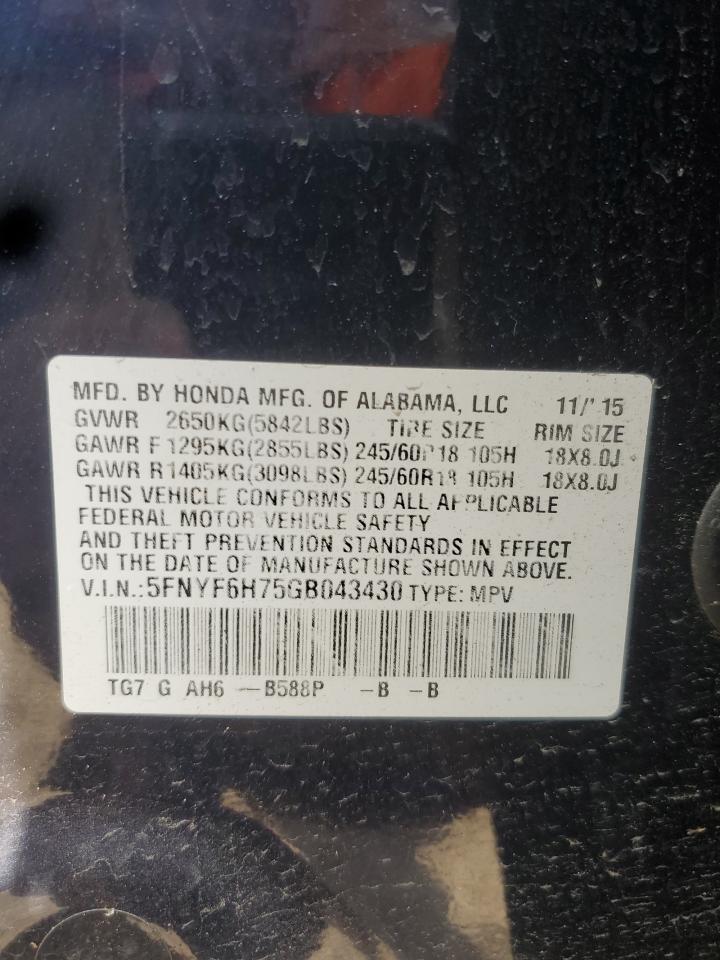 MFD. BY HONDA MFG. OF ALABAMA, LLC 11/15
GVWR 2650KG(5842LBS) TIRE SIZE RIM SIZE
GAWR F 1295KG(2855LBS) 245/60R18 105H 18X8.0J
GAWR R 1405KG(3098LBS) 245/60R18 105H 18X8.0J
THIS VEHICLE CONFORMS TO ALL APPLICABLE
FEDERAL MOTOR VEHICLE SAFETY
AND THEFT PREVENTION STANDARDS IN EFFECT
ON THE DATE OF MANUFACTURE SHOWN ABOVE.
V.I.N.:5FNYF6H75GB043430 TYPE: MPV
TG7 G AH6 —B588P –B –B